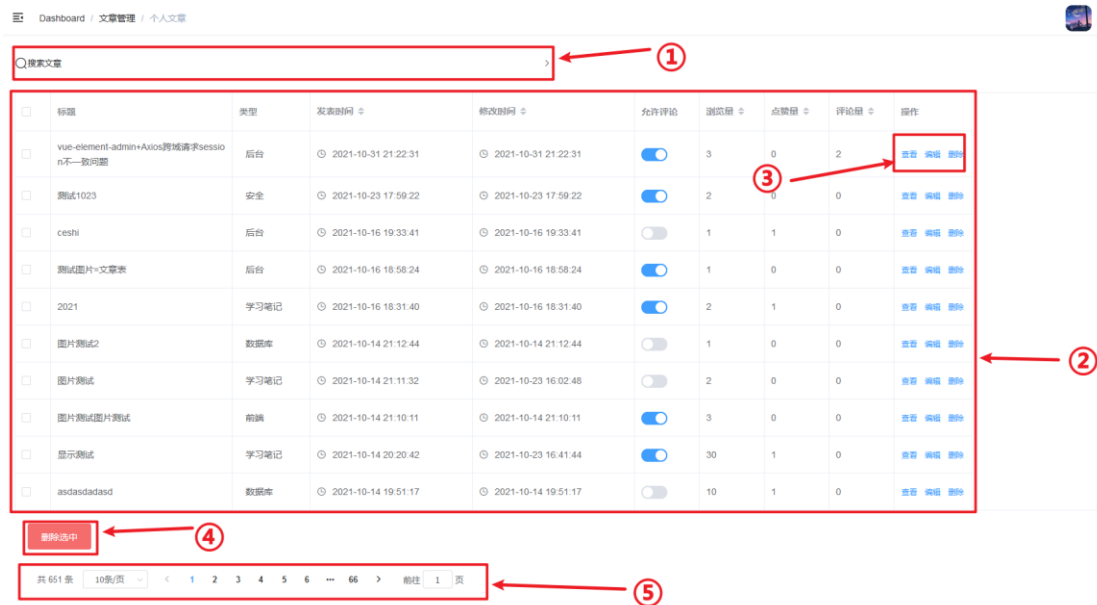 Dashboard / 文章管理 / 个人文章
①
搜索文章
标题 类型 发表时间 修改时间 允许评论 浏览量 点赞量 评论量 操作
vue-element-admin+Axios跨域请求sessio
n不一致问题 后台 2021-10-31 21:22:31 2021-10-31 21:22:31 3 0 2 查看 编辑 删除
③
测试1023 安全 2021-10-23 17:59:22 2021-10-23 17:59:22 2 0 0 查看 编辑 删除
ceshi 后台 2021-10-16 19:33:41 2021-10-16 19:33:41 1 1 0 查看 编辑 删除
测试图片=文章表 后台 2021-10-16 18:58:24 2021-10-16 18:58:24 1 0 0 查看 编辑 删除
2021 学习笔记 2021-10-16 18:31:40 2021-10-16 18:31:40 2 1 0 查看 编辑 删除
图片测试2 数据库 2021-10-14 21:12:44 2021-10-14 21:12:44 1 0 0 查看 编辑 删除
②
图片测试 学习笔记 2021-10-14 21:11:32 2021-10-23 16:02:48 2 0 0 查看 编辑 删除
图片测试图片测试 前端 2021-10-14 21:10:11 2021-10-14 21:10:11 3 0 0 查看 编辑 删除
显示测试 学习笔记 2021-10-14 20:20:42 2021-10-23 16:41:44 30 1 0 查看 编辑 删除
asdasdadasd 数据库 2021-10-14 19:51:17 2021-10-14 19:51:17 10 1 0 查看 编辑 删除
删除选中
④
共 651 条 10条/页 < 1 2 3 4 5 6 ··· 66 > 前往 1 页
⑤